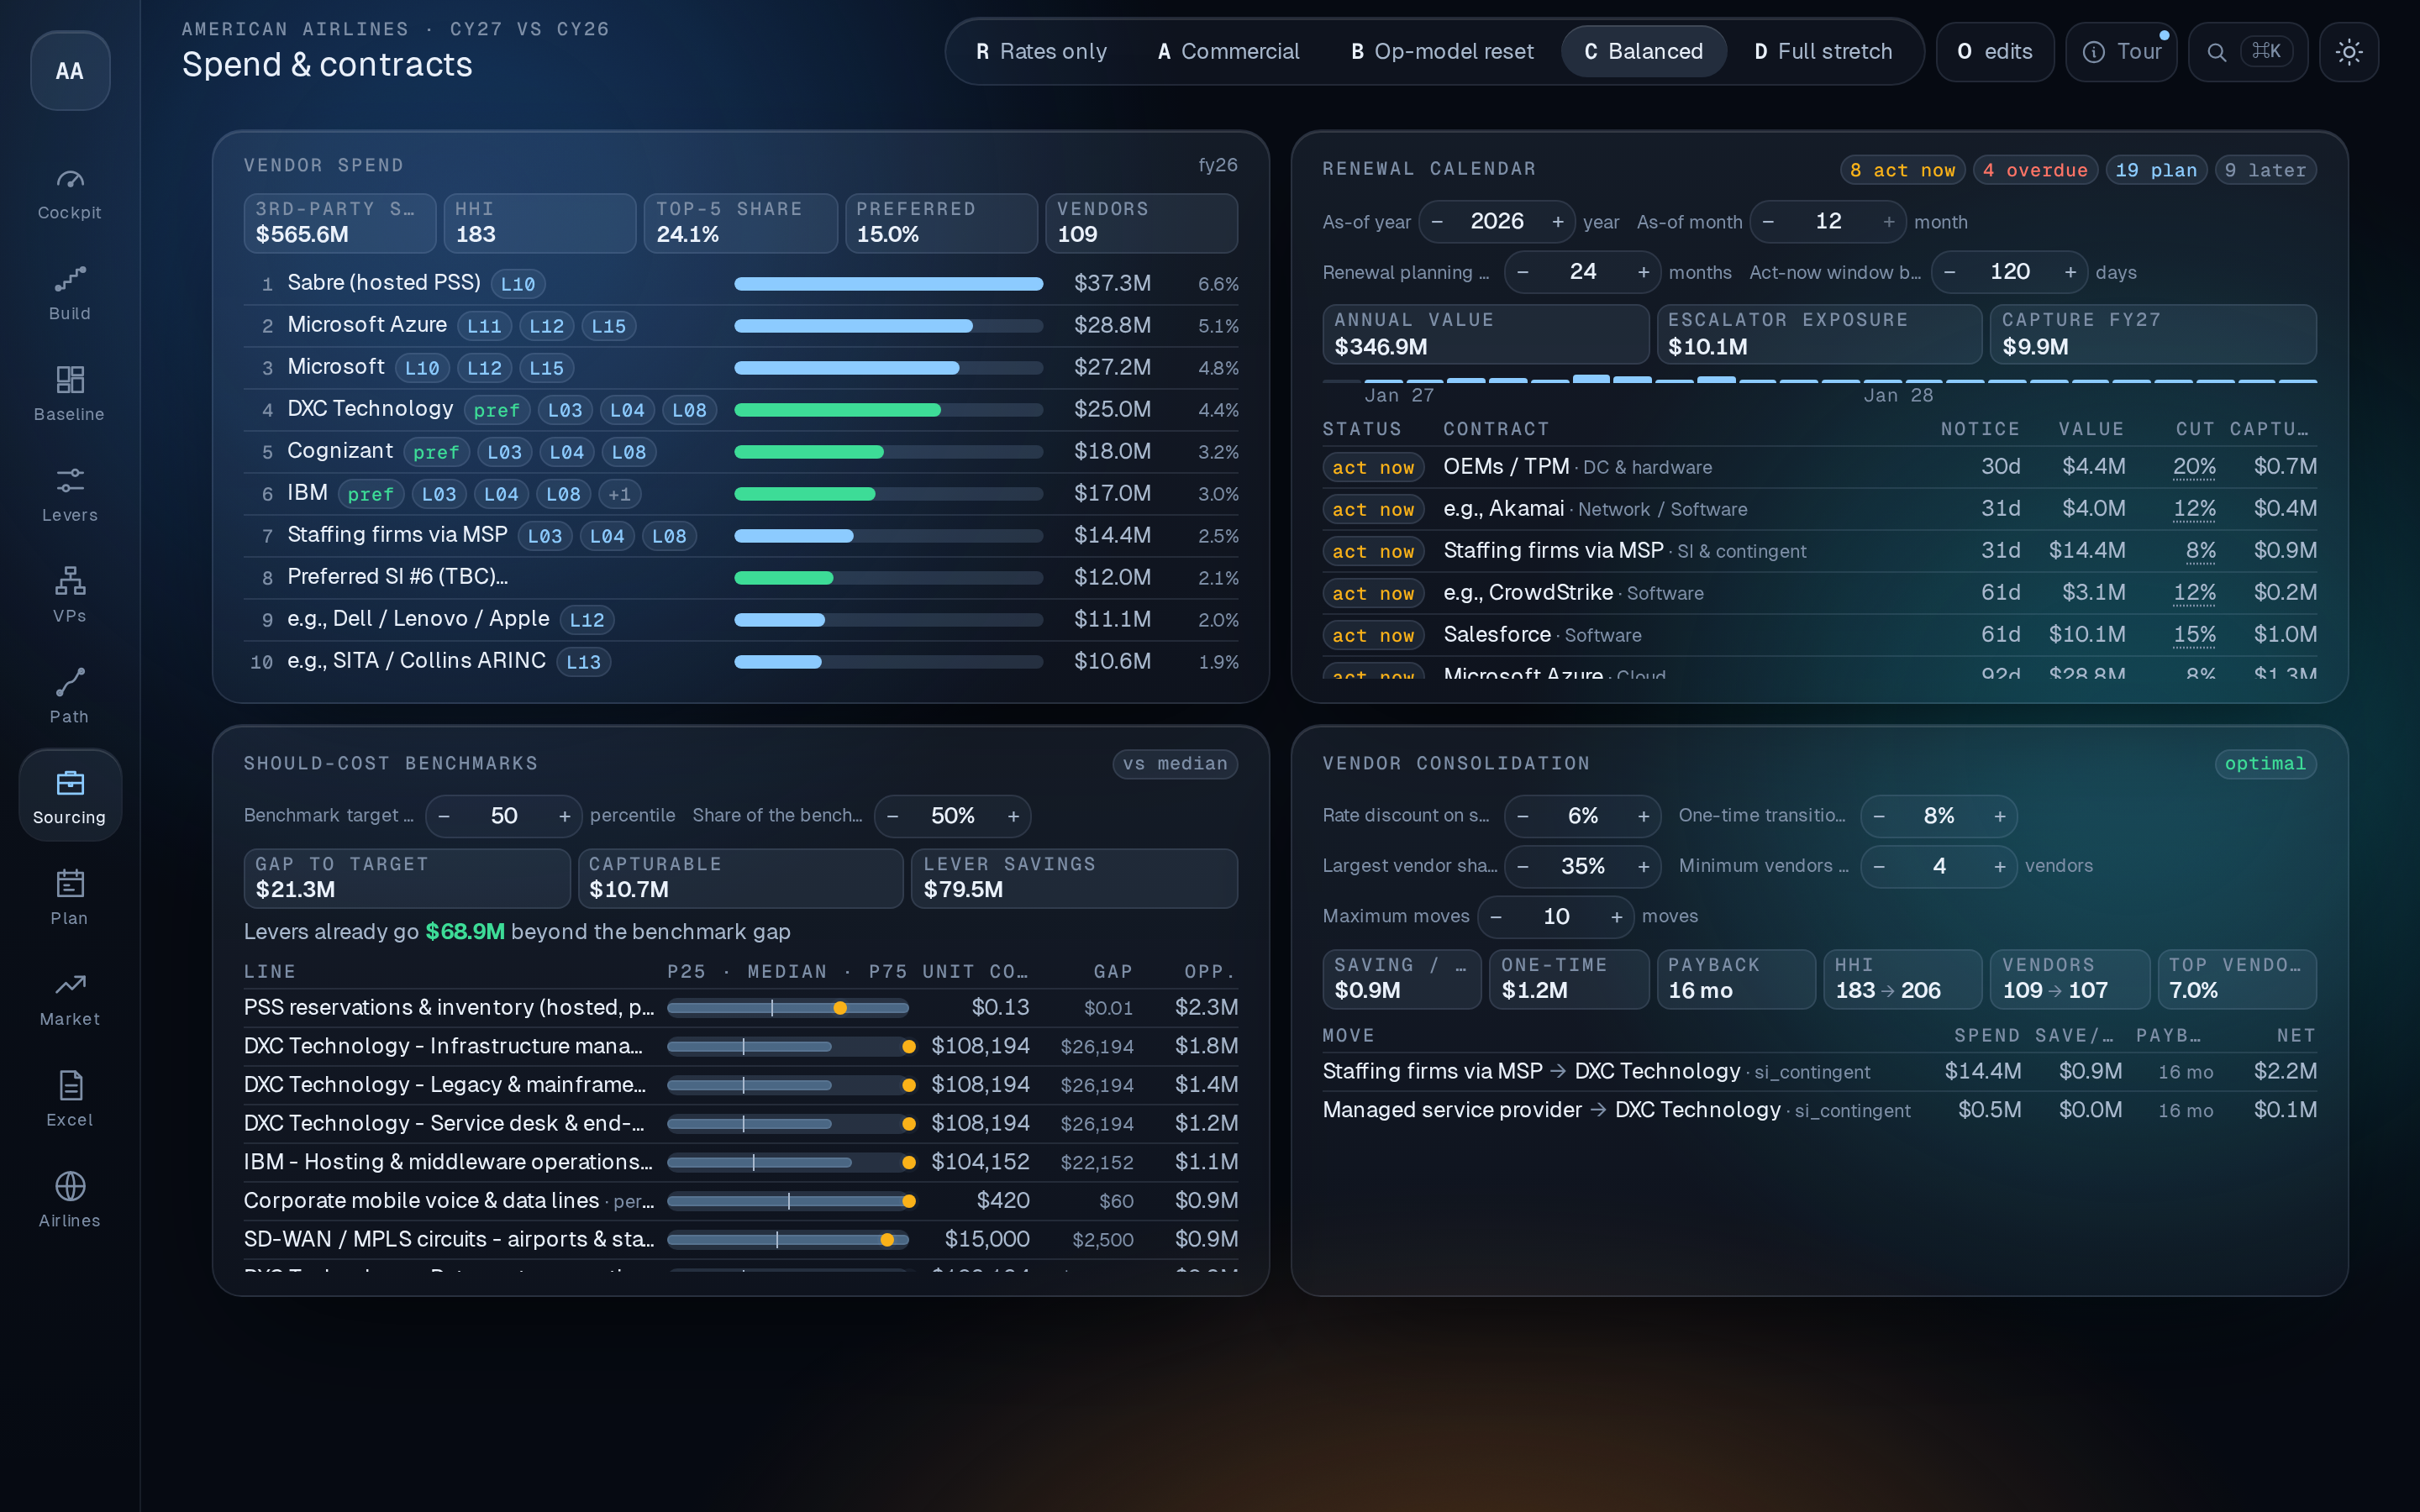 AA
Cockpit
Build
Baseline
Levers
VPs
Path
Sourcing
Plan
Market
Excel
Airlines
AMERICAN AIRLINES · CY27 VS CY26
Spend & contracts
R Rates only A Commercial B Op-model reset C Balanced D Full stretch
O edits
Tour
⌘K
VENDOR SPEND fy26
3RD-PARTY S… HHI TOP-5 SHARE PREFERRED VENDORS
$565.6M 183 24.1% 15.0% 109
1 Sabre (hosted PSS) L10 $37.3M 6.6%
2 Microsoft Azure L11 L12 L15 $28.8M 5.1%
3 Microsoft L10 L12 L15 $27.2M 4.8%
4 DXC Technology pref L03 L04 L08 $25.0M 4.4%
5 Cognizant pref L03 L04 L08 $18.0M 3.2%
6 IBM pref L03 L04 L08 +1 $17.0M 3.0%
7 Staffing firms via MSP L03 L04 L08 $14.4M 2.5%
8 Preferred SI #6 (TBC)… $12.0M 2.1%
9 e.g., Dell / Lenovo / Apple L12 $11.1M 2.0%
10 e.g., SITA / Collins ARINC L13 $10.6M 1.9%
RENEWAL CALENDAR 8 act now 4 overdue 19 plan 9 later
As-of year − 2026 + year As-of month − 12 + month
Renewal planning … − 24 + months Act-now window b… − 120 + days
ANNUAL VALUE ESCALATOR EXPOSURE CAPTURE FY27
$346.9M $10.1M $9.9M
Jan 27 Jan 28
STATUS CONTRACT NOTICE VALUE CUT CAPTU…
act now OEMs / TPM · DC & hardware 30d $4.4M 20% $0.7M
act now e.g., Akamai · Network / Software 31d $4.0M 12% $0.4M
act now Staffing firms via MSP · SI & contingent 31d $14.4M 8% $0.9M
act now e.g., CrowdStrike · Software 61d $3.1M 12% $0.2M
act now Salesforce · Software 61d $10.1M 15% $1.0M
act now Microsoft Azure · Cloud 92d $28.8M 8% $1.3M
SHOULD-COST BENCHMARKS vs median
Benchmark target … − 50 + percentile Share of the bench… − 50% +
GAP TO TARGET CAPTURABLE LEVER SAVINGS
$21.3M $10.7M $79.5M
Levers already go $68.9M beyond the benchmark gap
LINE P25 · MEDIAN · P75 UNIT CO… GAP OPP.
PSS reservations & inventory (hosted, p… $0.13 $0.01 $2.3M
DXC Technology - Infrastructure mana… $108,194 $26,194 $1.8M
DXC Technology - Legacy & mainframe… $108,194 $26,194 $1.4M
DXC Technology - Service desk & end-… $108,194 $26,194 $1.2M
IBM - Hosting & middleware operations… $104,152 $22,152 $1.1M
Corporate mobile voice & data lines · per… $420 $60 $0.9M
SD-WAN / MPLS circuits - airports & sta… $15,000 $2,500 $0.9M
VENDOR CONSOLIDATION optimal
Rate discount on s… − 6% + One-time transitio… − 8% +
Largest vendor sha… − 35% + Minimum vendors … − 4 + vendors
Maximum moves − 10 + moves
SAVING / … ONE-TIME PAYBACK HHI VENDORS TOP VENDO…
$0.9M $1.2M 16 mo 183 → 206 109 → 107 7.0%
MOVE SPEND SAVE/… PAYB… NET
Staffing firms via MSP → DXC Technology · si_contingent $14.4M $0.9M 16 mo $2.2M
Managed service provider → DXC Technology · si_contingent $0.5M $0.0M 16 mo $0.1M